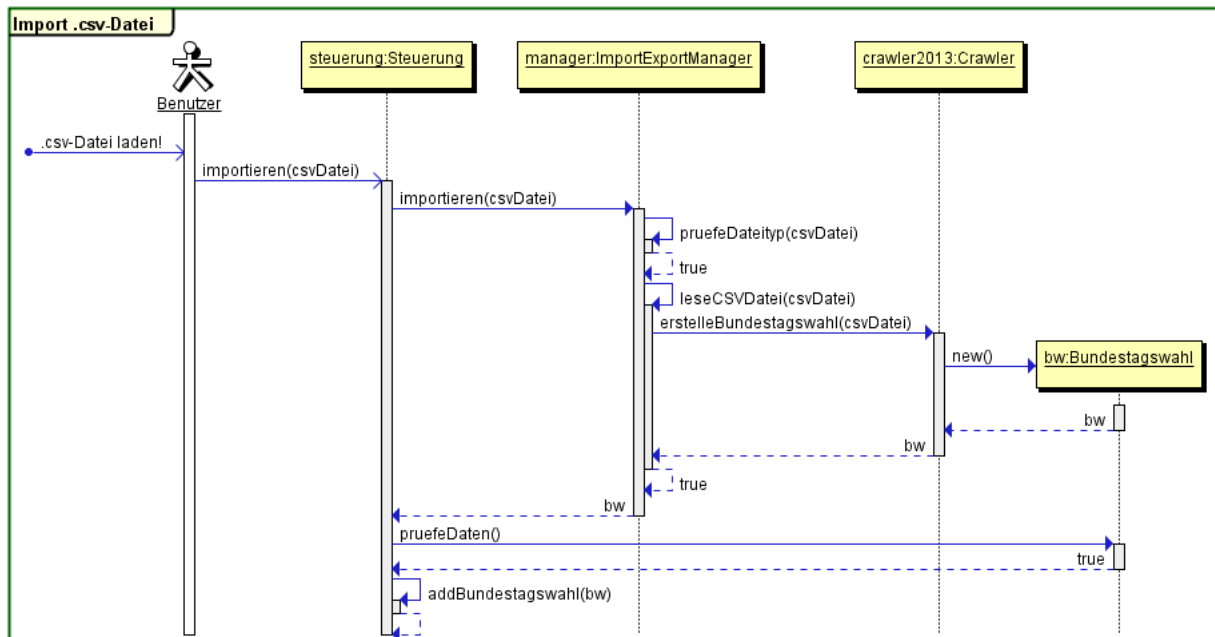 Import .csv-Datei
steuerung:Steuerung
manager:ImportExportManager
crawler2013:Crawler
Benutzer
.csv-Datei laden!
importieren(csvDatei)
importieren(csvDatei)
pruefeDateityp(csvDatei)
true
leseCSVDatei(csvDatei)
erstelleBundestagswahl(csvDatei)
new()
bw:Bundestagswahl
bw
bw
true
bw
pruefeDaten()
true
addBundestagswahl(bw)